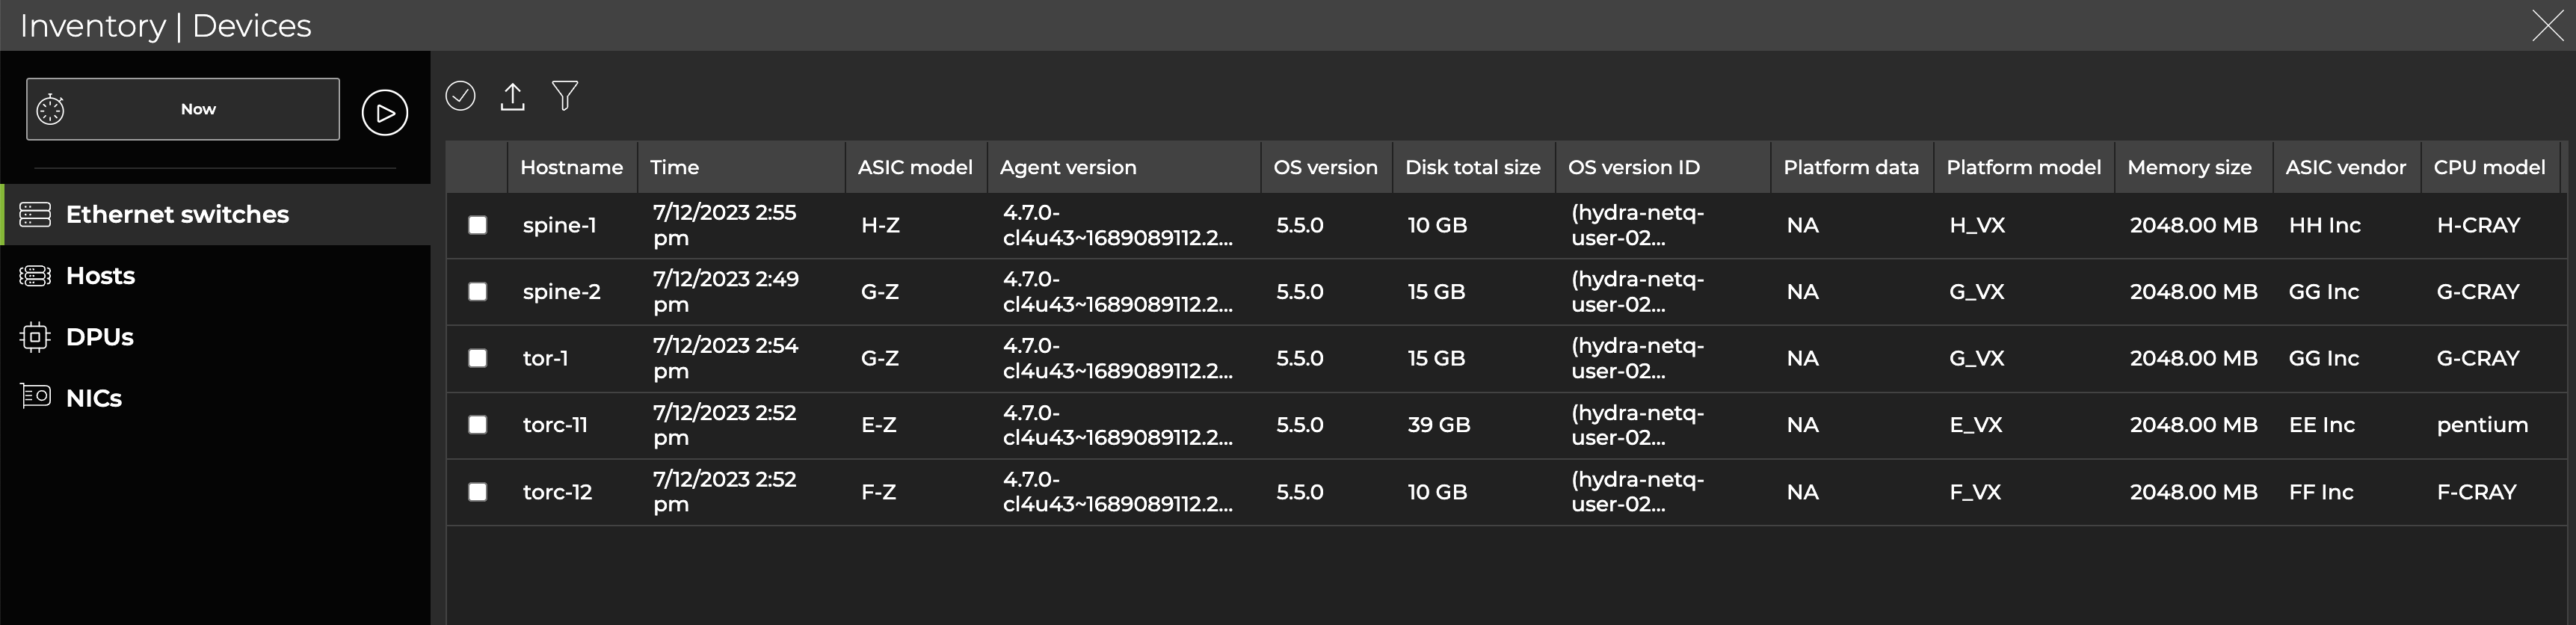 Inventory | Devices
Now
Ethernet switches
Hosts
DPUs
NICs
Hostname Time ASIC model Agent version OS version Disk total size OS version ID Platform data Platform model Memory size ASIC vendor CPU model
spine-1 7/12/2023 2:55 pm H-Z 4.7.0-cl4u43~1689089112.2... 5.5.0 10 GB (hydra-netq-user-02... NA H_VX 2048.00 MB HH Inc H-CRAY
spine-2 7/12/2023 2:49 pm G-Z 4.7.0-cl4u43~1689089112.2... 5.5.0 15 GB (hydra-netq-user-02... NA G_VX 2048.00 MB GG Inc G-CRAY
tor-1 7/12/2023 2:54 pm G-Z 4.7.0-cl4u43~1689089112.2... 5.5.0 15 GB (hydra-netq-user-02... NA G_VX 2048.00 MB GG Inc G-CRAY
torc-11 7/12/2023 2:52 pm E-Z 4.7.0-cl4u43~1689089112.2... 5.5.0 39 GB (hydra-netq-user-02... NA E_VX 2048.00 MB EE Inc pentium
torc-12 7/12/2023 2:52 pm F-Z 4.7.0-cl4u43~1689089112.2... 5.5.0 10 GB (hydra-netq-user-02... NA F_VX 2048.00 MB FF Inc F-CRAY